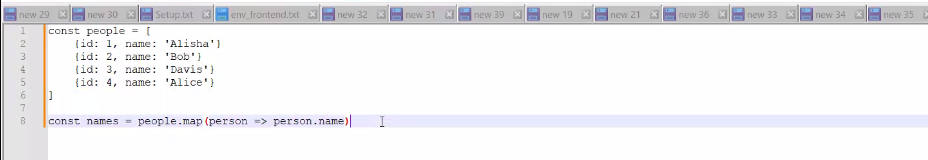 new 29 new 30 Setup.txt env_frontend.txt new 32 new 31 new 39 new 19 new 21 new 36 new 33 new 34 new 35
1 const people = [
2 {id: 1, name: 'Alisha'}
3 {id: 2, name: 'Bob'}
4 {id: 3, name: 'Davis'}
5 {id: 4, name: 'Alice'}
6 ]
7
8 const names = people.map(person => person.name)